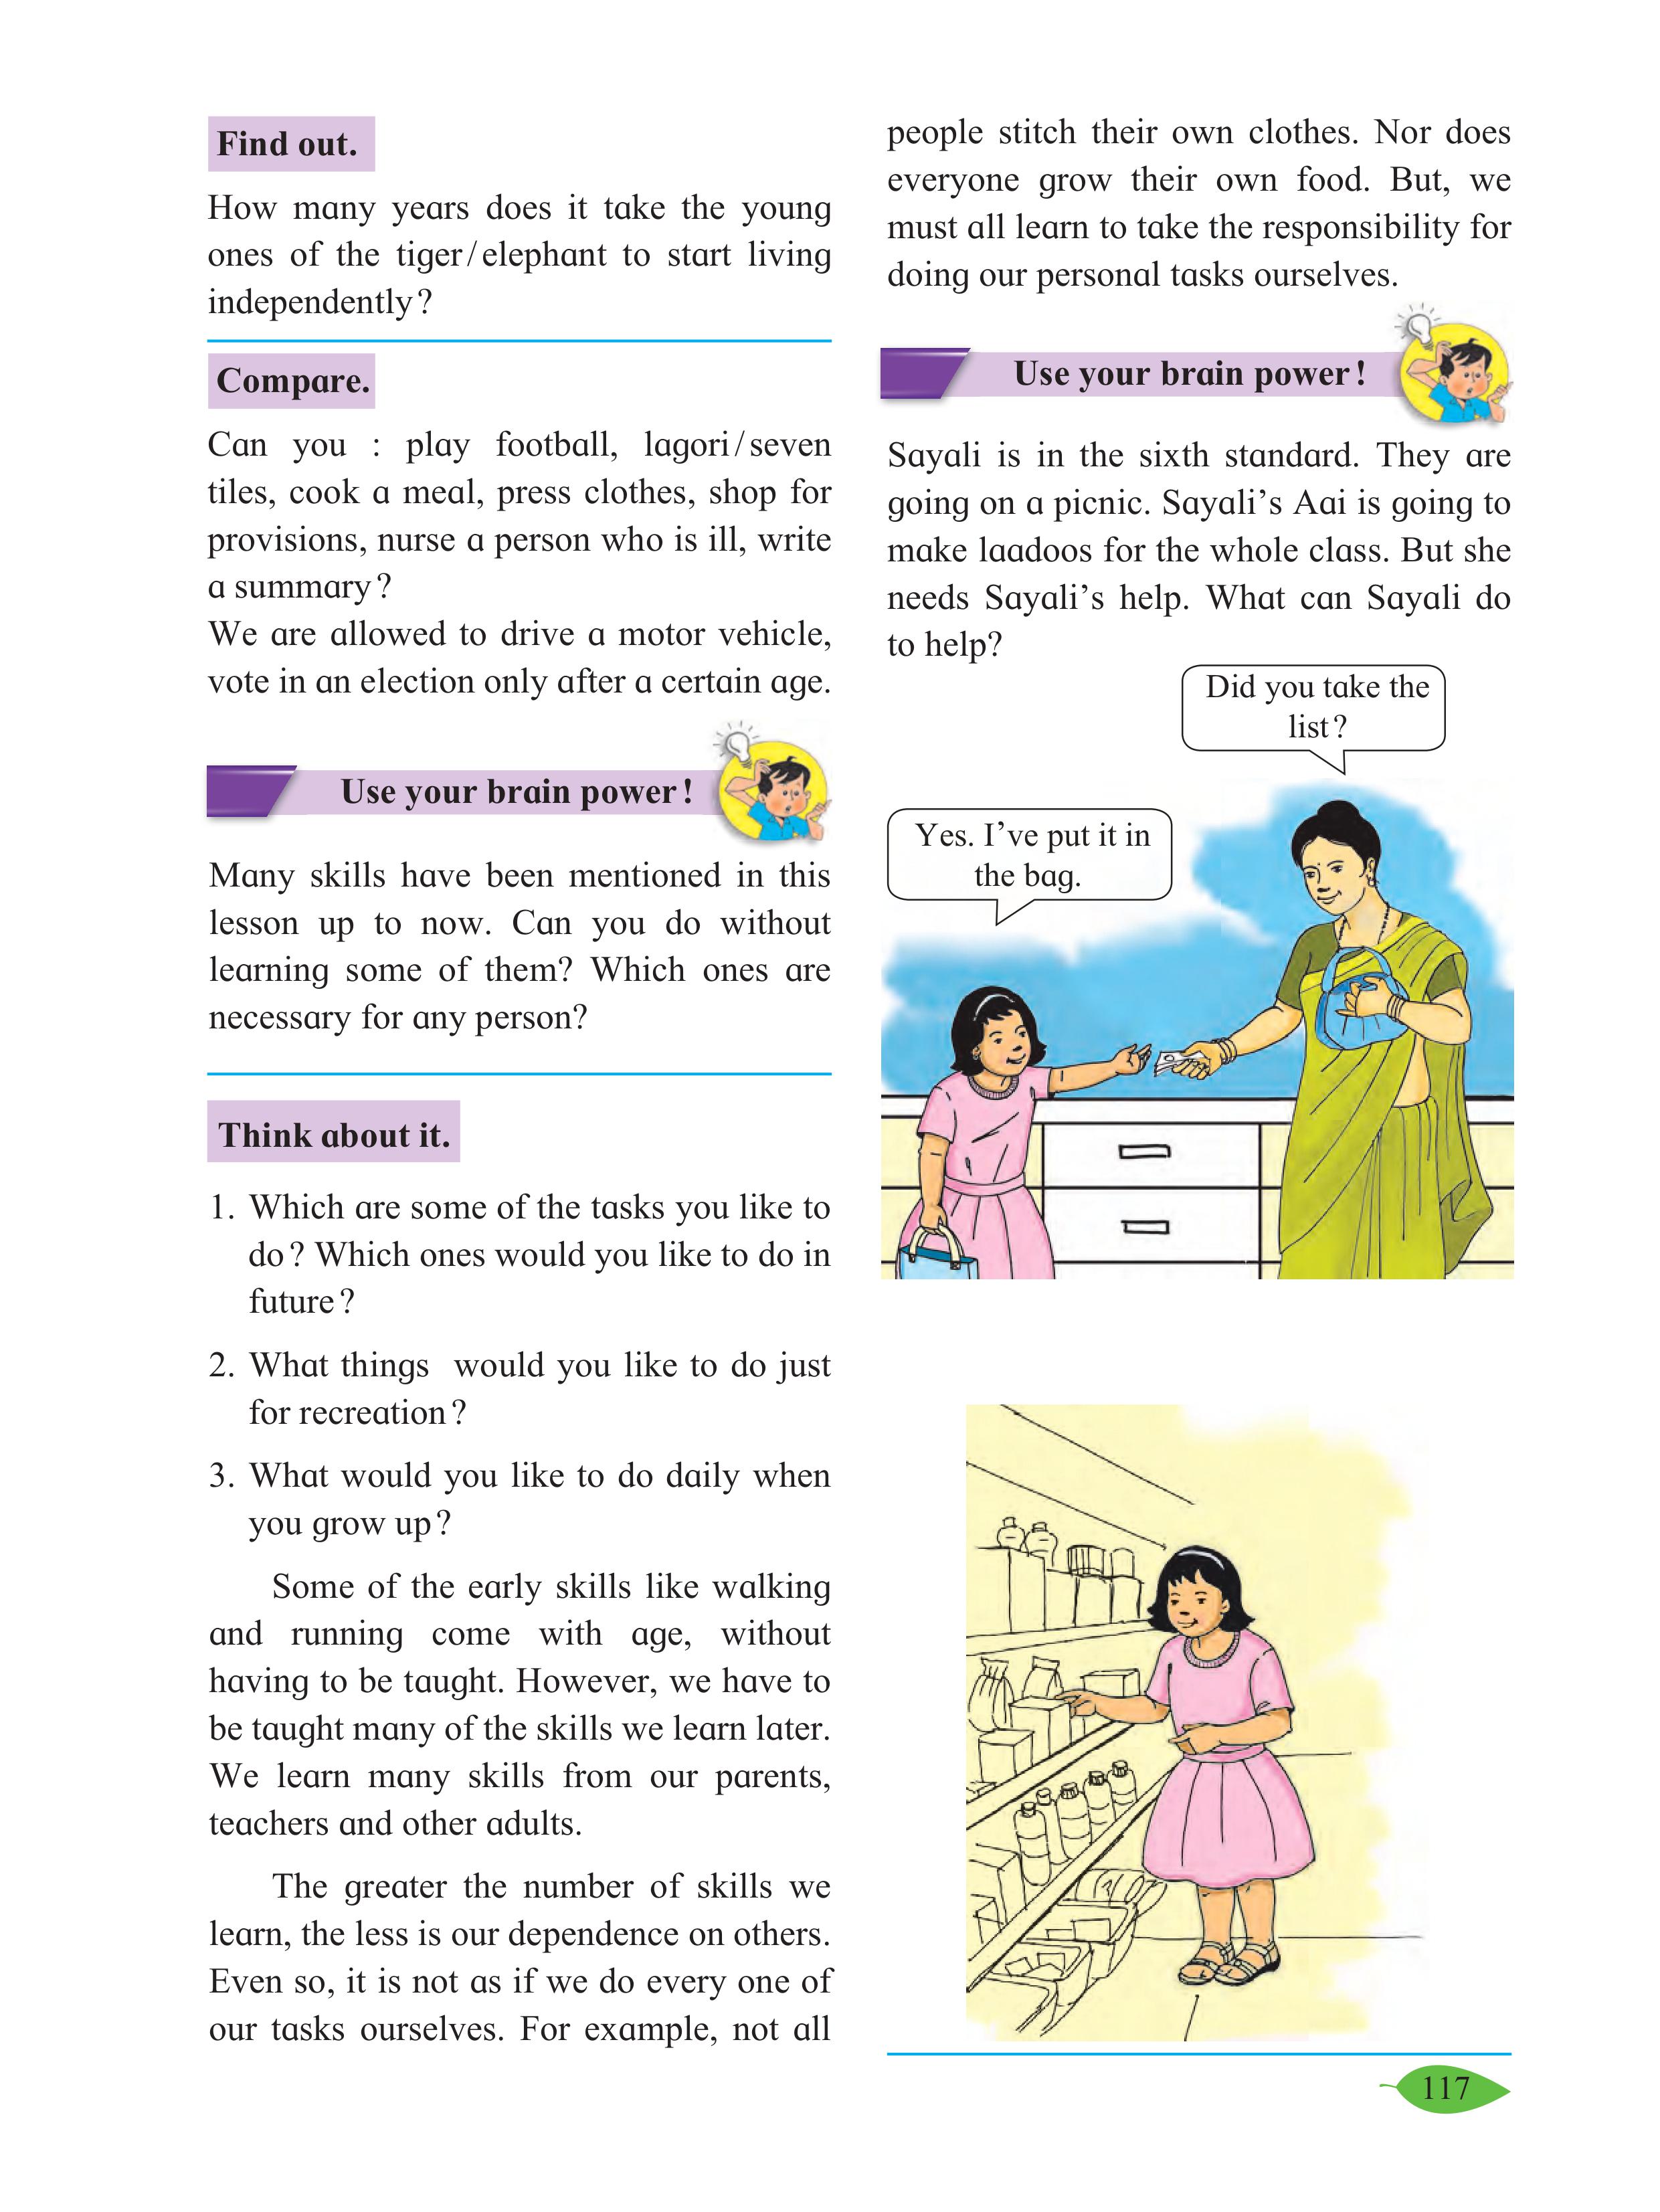 Find out.
How many years does it take the young
ones of the tiger/elephant to start living
independently?
Compare.
Can you : play football, lagori/seven
tiles, cook a meal, press clothes, shop for
provisions, nurse a person who is ill, write
a summary?
We are allowed to drive a motor vehicle,
vote in an election only after a certain age.
Use your brain power!
Many skills have been mentioned in this
lesson up to now. Can you do without
learning some of them? Which ones are
necessary for any person?
Think about it.
1. Which are some of the tasks you like to
do? Which ones would you like to do in
future?
2. What things would you like to do just
for recreation?
3. What would you like to do daily when
you grow up?
Some of the early skills like walking
and running come with age, without
having to be taught. However, we have to
be taught many of the skills we learn later.
We learn many skills from our parents,
teachers and other adults.
The greater the number of skills we
learn, the less is our dependence on others.
Even so, it is not as if we do every one of
our tasks ourselves. For example, not all
people stitch their own clothes. Nor does
everyone grow their own food. But, we
must all learn to take the responsibility for
doing our personal tasks ourselves.
Use your brain power!
Sayali is in the sixth standard. They are
going on a picnic. Sayali's Aai is going to
make laadoos for the whole class. But she
needs Sayali's help. What can Sayali do
to help?
Did you take the
list?
Yes. I've put it in
the bag.
117